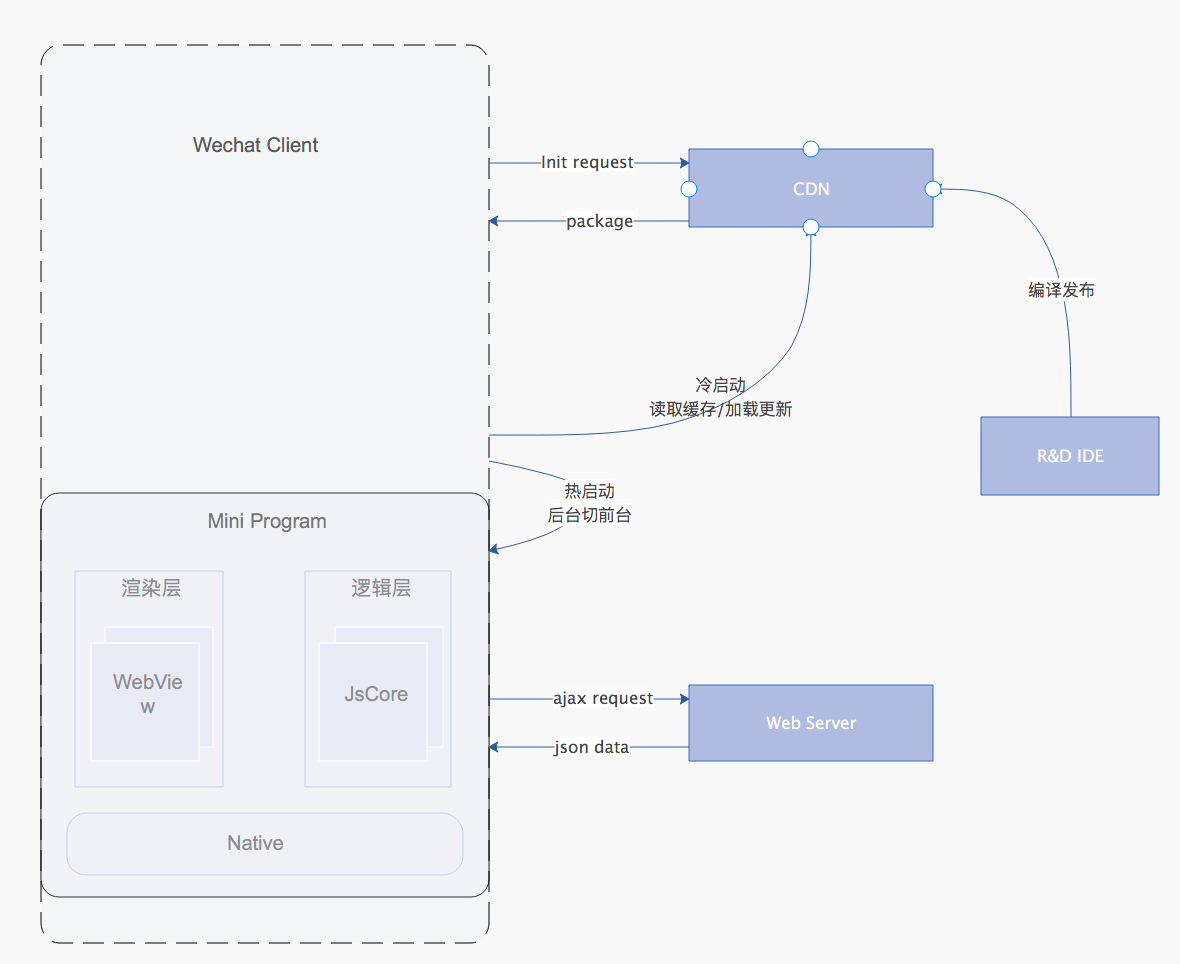 Wechat Client
Init request
CDN
package
编译发布
冷启动
读取缓存/加载更新
R&D IDE
热启动
后台切前台
Mini Program
渲染层
逻辑层
WebVie
w
JsCore
ajax request
Web Server
json data
Native